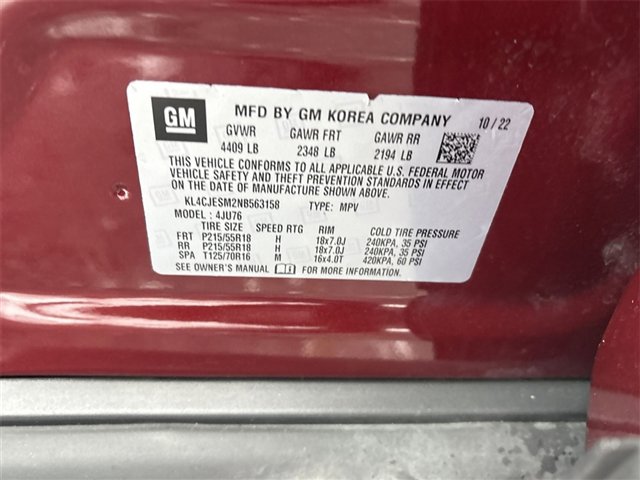 GM
MFD BY GM KOREA COMPANY 10/22
GVWR GAWR FRT GAWR RR
4409 LB 2348 LB 2194 LB
THIS VEHICLE CONFORMS TO ALL APPLICABLE U.S. FEDERAL MOTOR
VEHICLE SAFETY AND THEFT PREVENTION STANDARDS IN EFFECT
ON THE DATE OF MANUFACTURE SHOWN ABOVE.
KL4CJESM2NB563158 TYPE: MPV
MODEL: 4JU76
TIRE SIZE SPEED RTG RIM COLD TIRE PRESSURE
FRT P215/55R18 H 18x7.0J 240KPA, 35 PSI
RR P215/55R18 H 18x7.0J 240KPA, 35 PSI
SPA T125/70R16 M 16x4.0T 420KPA, 60 PSI
SEE OWNER'S MANUAL FOR MORE INFORMATION.